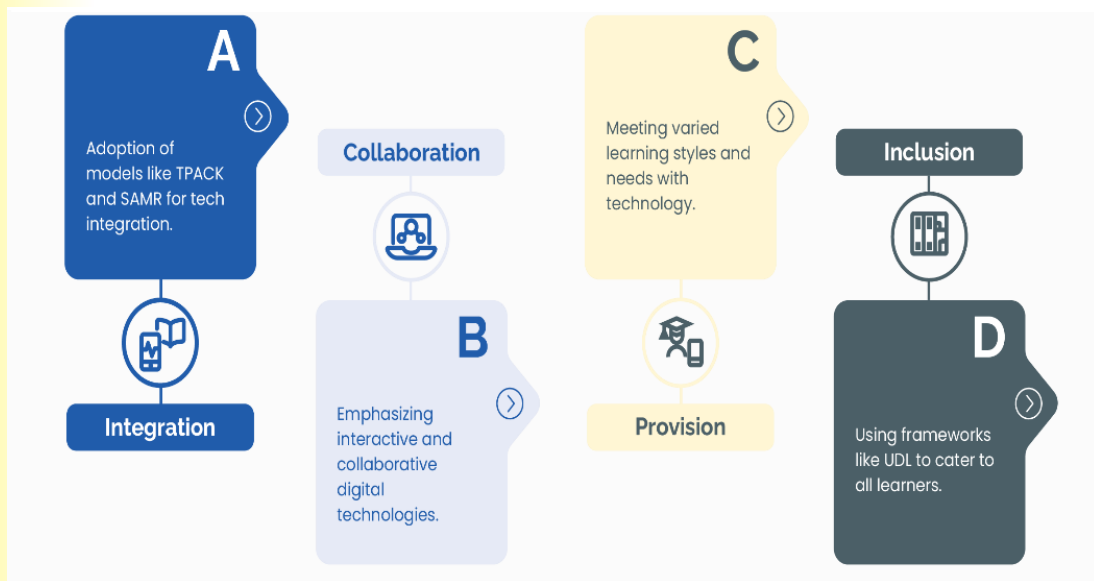 A
Adoption of
models like TPACK
and SAMR for tech
integration.
Integration
Collaboration
B
Emphasizing
interactive and
collaborative
digital
technologies.
C
Meeting varied
learning styles and
needs with
technology.
Provision
Inclusion
D
Using frameworks
like UDL to cater to
all learners.